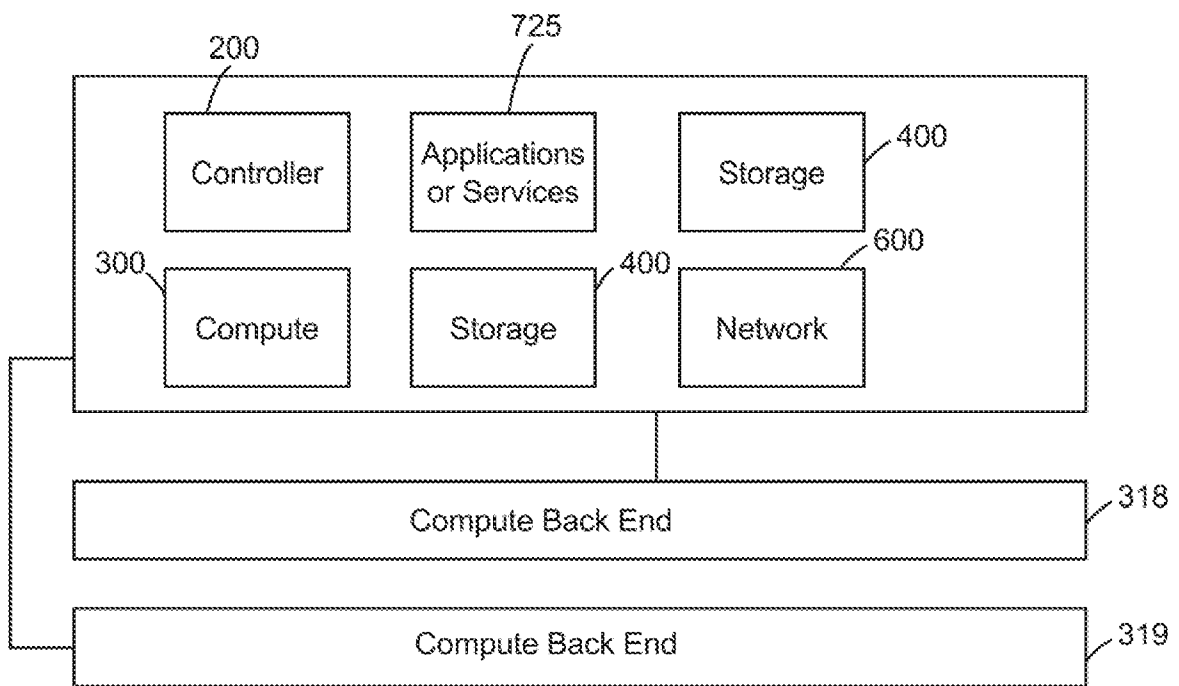 725
200
Controller
Applications
or Services
Storage
400
300
Compute
400
Storage
600
Network
Compute Back End
318
Compute Back End
319